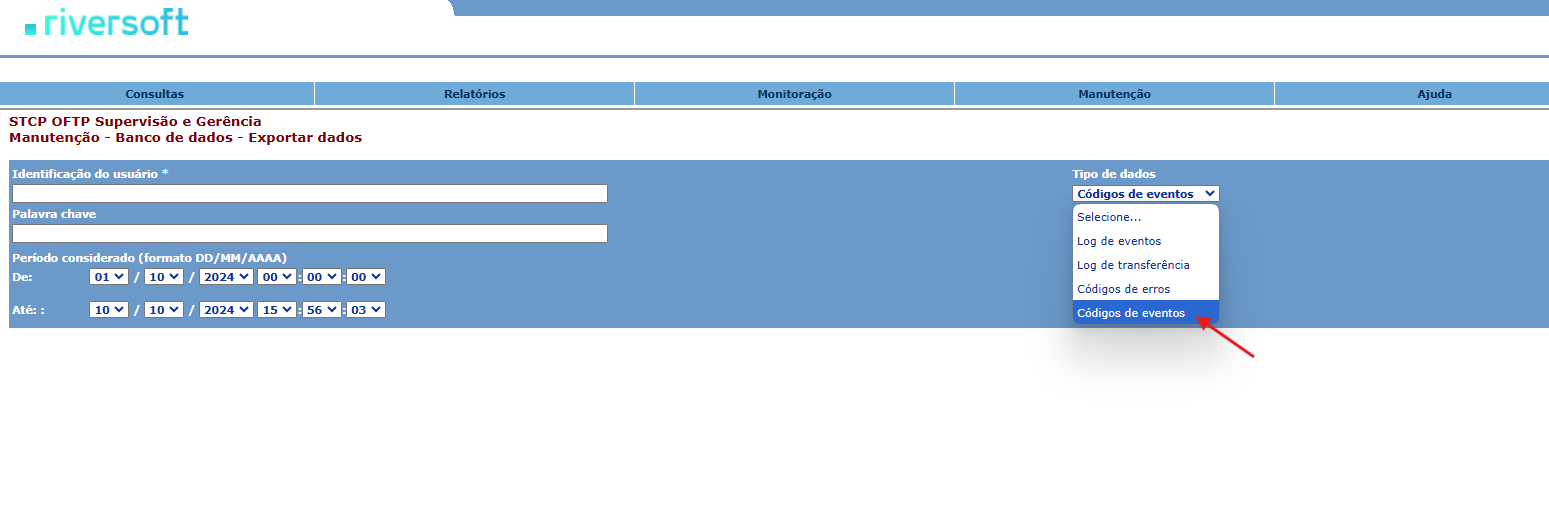 riversoft
Consultas Relatórios Monitoração Manutenção Ajuda
STCP OFTP Supervisão e Gerência
Manutenção - Banco de dados - Exportar dados
Identificação do usuário * Tipo de dados
Códigos de eventos
Palavra chave
Selecione...
Log de eventos
Log de transferência
Códigos de erros
Códigos de eventos
Período considerado (formato DD/MM/AAAA)
De: 01 / 10 / 2024 00 : 00 : 00
Até: : 10 / 10 / 2024 15 : 56 : 03